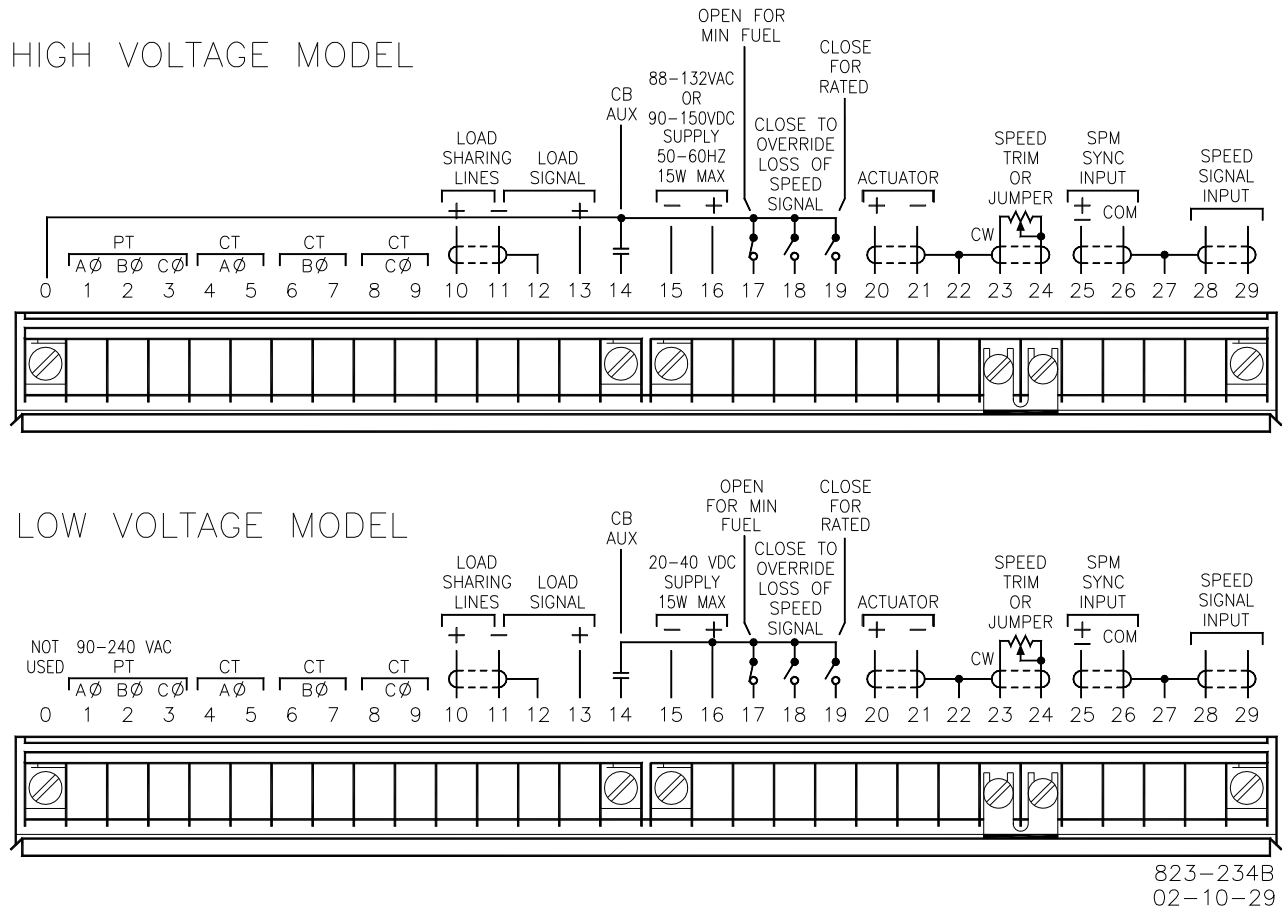 HIGH VOLTAGE MODEL
OPEN FOR
MIN FUEL
CLOSE
FOR
RATED
88-132VAC
OR
90-150VDC
SUPPLY
50-60HZ
15W MAX
CB
AUX
CLOSE TO
OVERRIDE
LOSS OF
SPEED
SIGNAL
LOAD
SHARING
LINES
LOAD
SIGNAL
ACTUATOR
SPEED
TRIM
OR
JUMPER
SPM
SYNC
INPUT
SPEED
SIGNAL
INPUT
+ - + - + + - ± COM
CW
PT CT CT CT
AØ BØ CØ AØ BØ CØ
0 1 2 3 4 5 6 7 8 9 10 11 12 13 14 15 16 17 18 19 20 21 22 23 24 25 26 27 28 29
LOW VOLTAGE MODEL
OPEN
FOR MIN
FUEL
CLOSE
FOR
RATED
CB
AUX
20-40 VDC
SUPPLY
15W MAX
CLOSE TO
OVERRIDE
LOSS OF
SPEED
SIGNAL
LOAD
SHARING
LINES
LOAD
SIGNAL
ACTUATOR
SPEED
TRIM
OR
JUMPER
SPM
SYNC
INPUT
SPEED
SIGNAL
INPUT
+ - + - + + - ± COM
CW
NOT
USED
90-240 VAC
PT CT CT CT
AØ BØ CØ AØ BØ CØ
0 1 2 3 4 5 6 7 8 9 10 11 12 13 14 15 16 17 18 19 20 21 22 23 24 25 26 27 28 29
823-234B
02-10-29